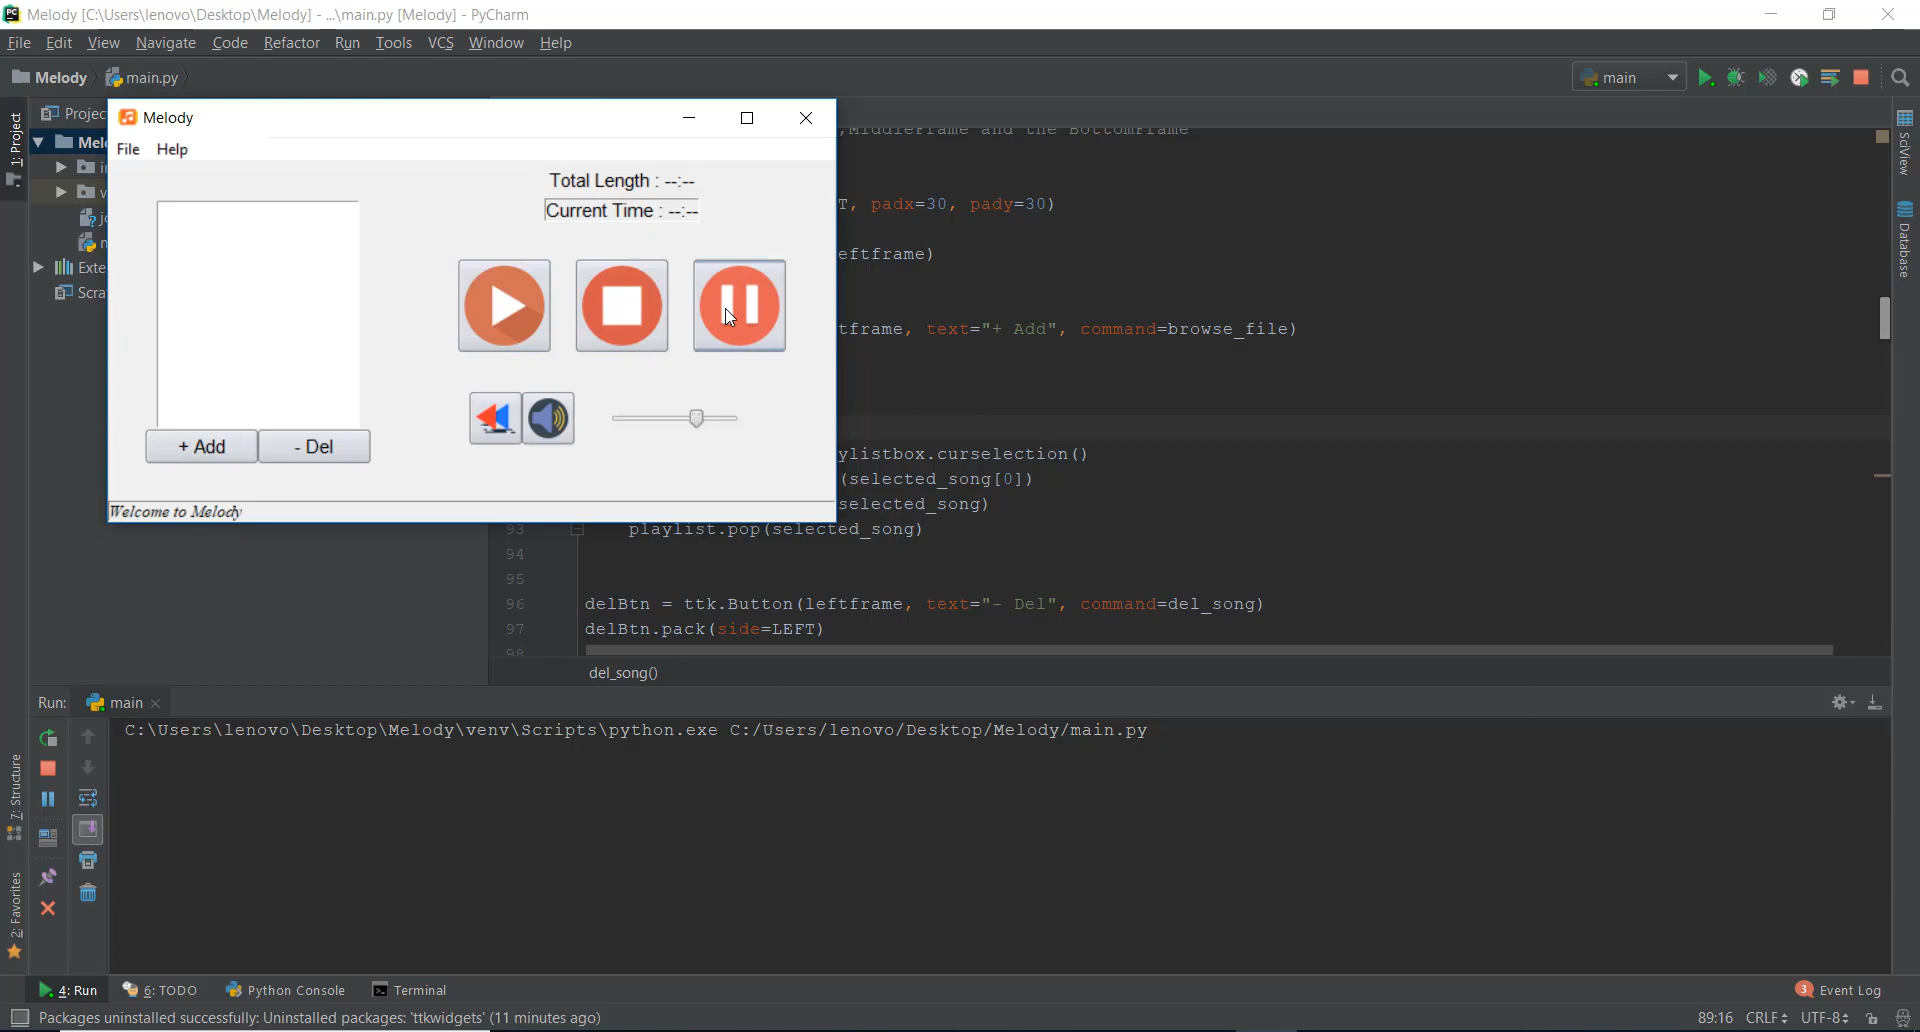 Melody [C:\Users\lenovo\Desktop\Melody] - ...\main.py [Melody] - PyCharm
File Edit View Navigate Code Refactor Run Tools VCS Window Help
Melody main.py
main
1: Project
Projec
Mel
Exte
Scra
Melody
File Help
Total Length : --:--
Current Time : --:--
+ Add - Del
Welcome to Melody
,MiddleFrame and the BottomFrame
T, padx=30, pady=30)
eftframe)
tframe, text="+ Add", command=browse_file)
ylistbox.curselection()
(selected_song[0])
selected_song)
93 playlist.pop(selected_song)
94
95
96 delBtn = ttk.Button(leftframe, text="- Del", command=del_song)
97 delBtn.pack(side=LEFT)
98
del_song()
SciView
Database
Run: main
C:\Users\lenovo\Desktop\Melody\venv\Scripts\python.exe C:/Users/lenovo/Desktop/Melody/main.py
7: Structure
2: Favorites
4: Run 6: TODO Python Console Terminal
3 Event Log
Packages uninstalled successfully: Uninstalled packages: 'ttkwidgets' (11 minutes ago)
89:16 CRLF UTF-8